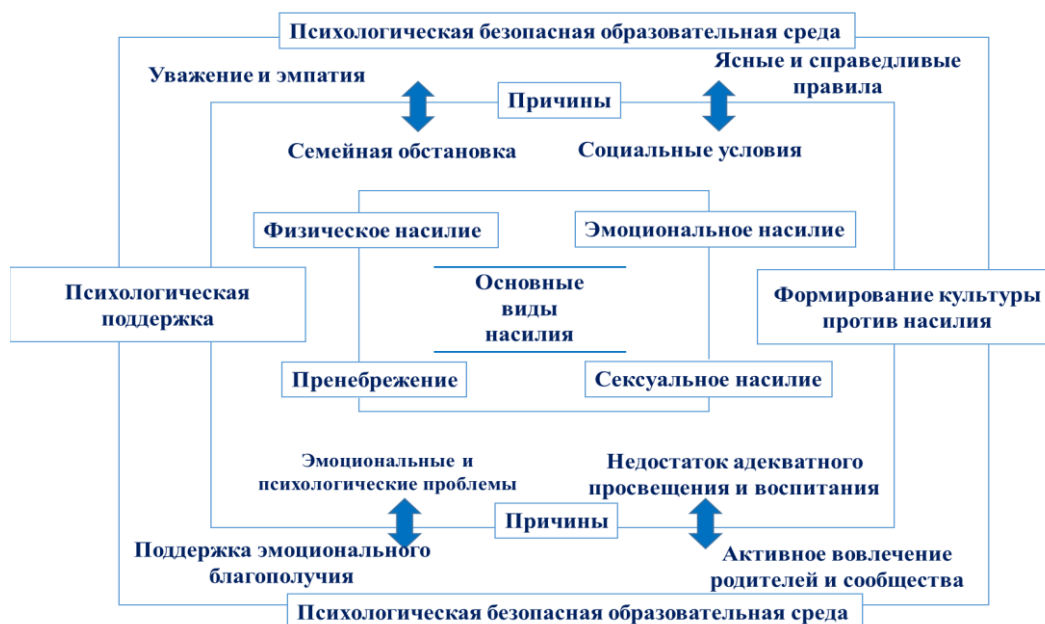 Психологическая безопасная образовательная среда
Уважение и эмпатия
Ясные и справедливые
правила
Причины
Семейная обстановка
Социальные условия
Физическое насилие
Эмоциональное насилие
Психологическая
поддержка
Основные
виды
насилия
Формирование культуры
против насилия
Пренебрежение
Сексуальное насилие
Эмоциональные и
психологические проблемы
Недостаток адекватного
просвещения и воспитания
Причины
Поддержка эмоционального
благополучия
Активное вовлечение
родителей и сообщества
Психологическая безопасная образовательная среда